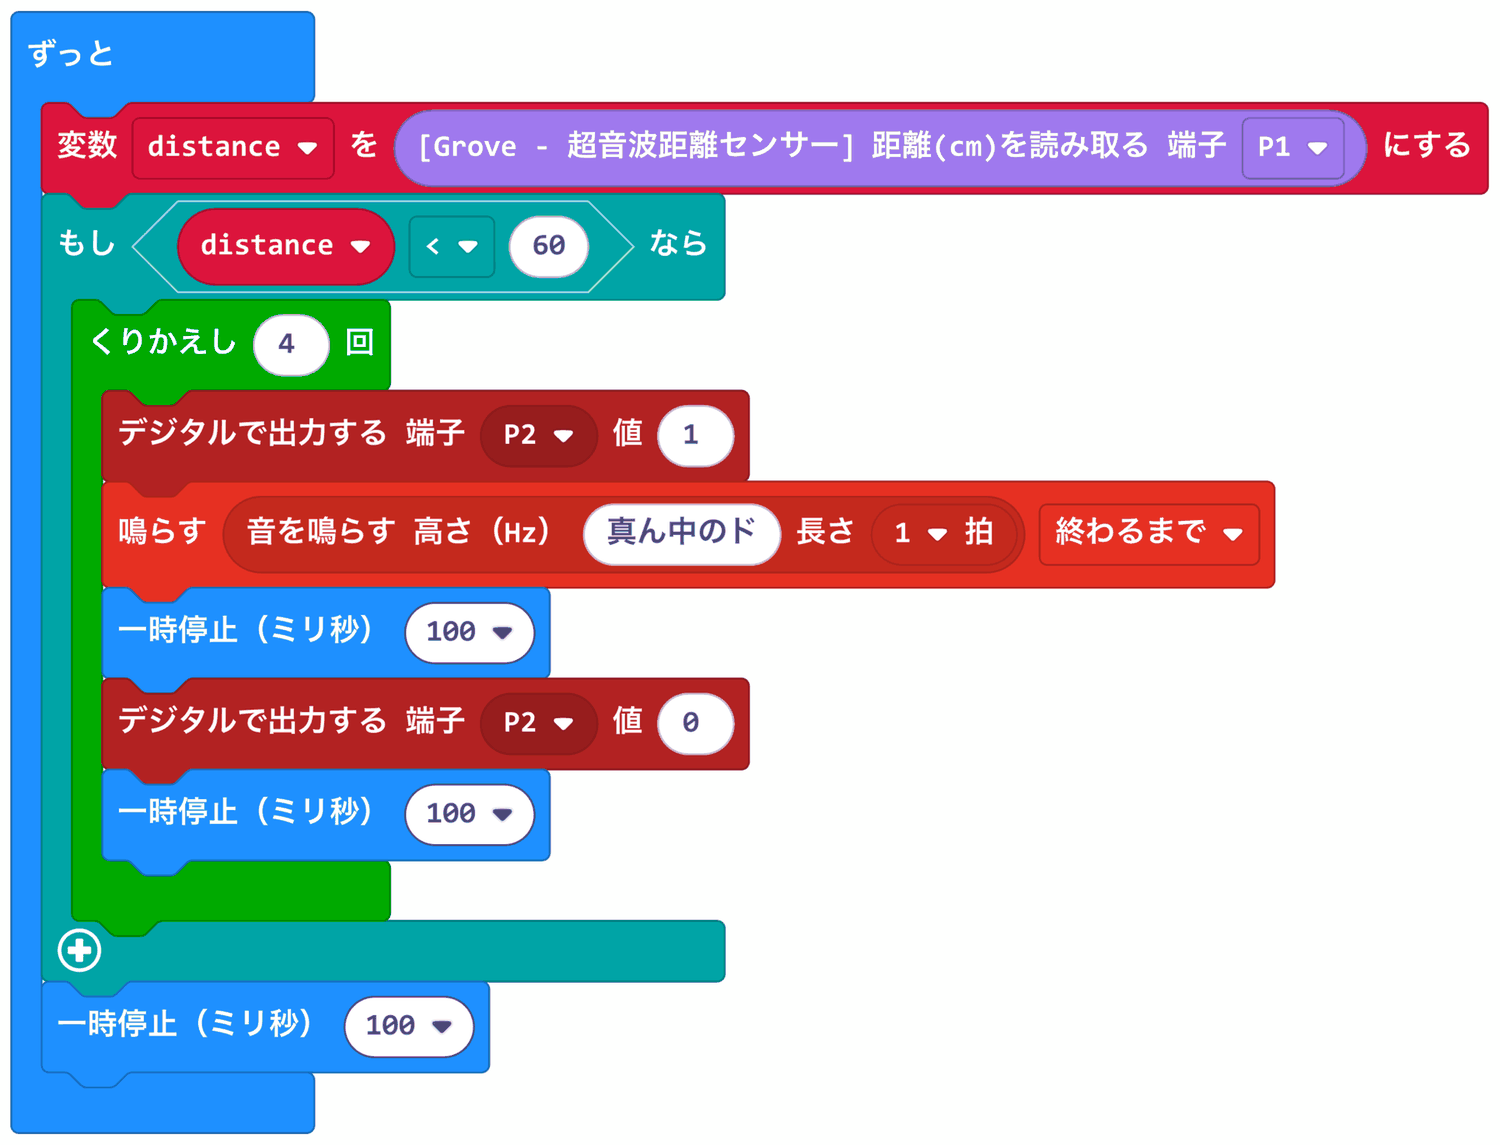 ずっと
変数 distance を [Grove - 超音波距離センサー] 距離(cm)を読み取る 端子 P1 にする
もし distance < 60 なら
くりかえし 4 回
デジタルで出力する 端子 P2 値 1
鳴らす 音を鳴らす 高さ（Hz） 真ん中のド 長さ 1 拍 終わるまで
一時停止（ミリ秒） 100
デジタルで出力する 端子 P2 値 0
一時停止（ミリ秒） 100
一時停止（ミリ秒） 100